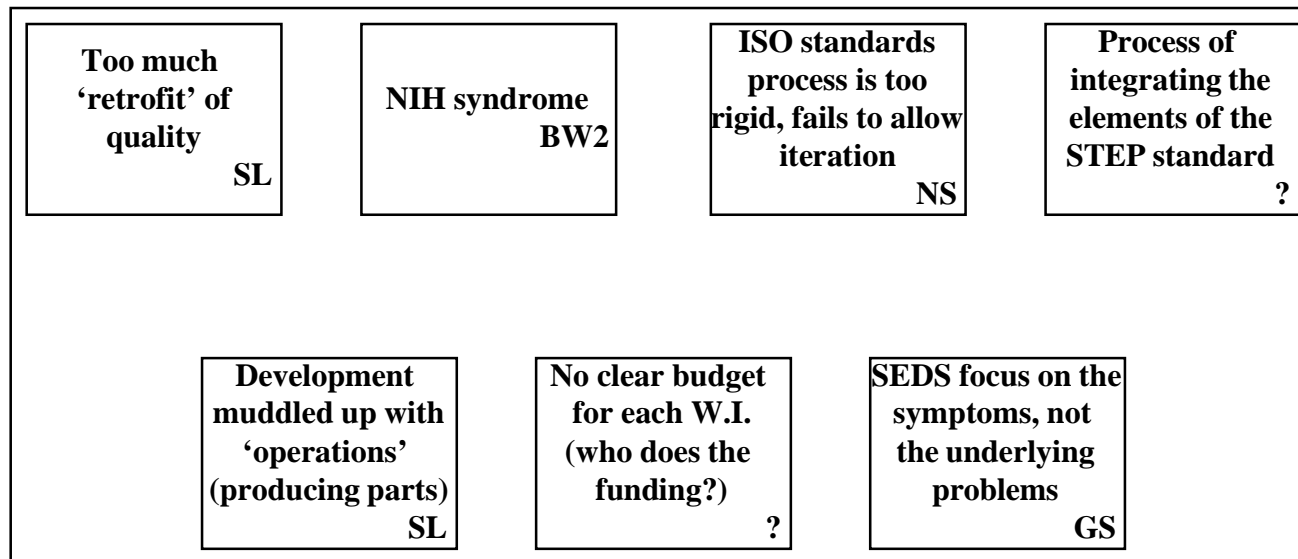 Too much
‘retrofit’ of
quality
SL
NIH syndrome
BW2
ISO standards
process is too
rigid, fails to allow
iteration
NS
Process of
integrating the
elements of the
STEP standard
?
Development
muddled up with
‘operations’
(producing parts)
SL
No clear budget
for each W.I.
(who does the
funding?)
?
SEDS focus on the
symptoms, not
the underlying
problems
GS